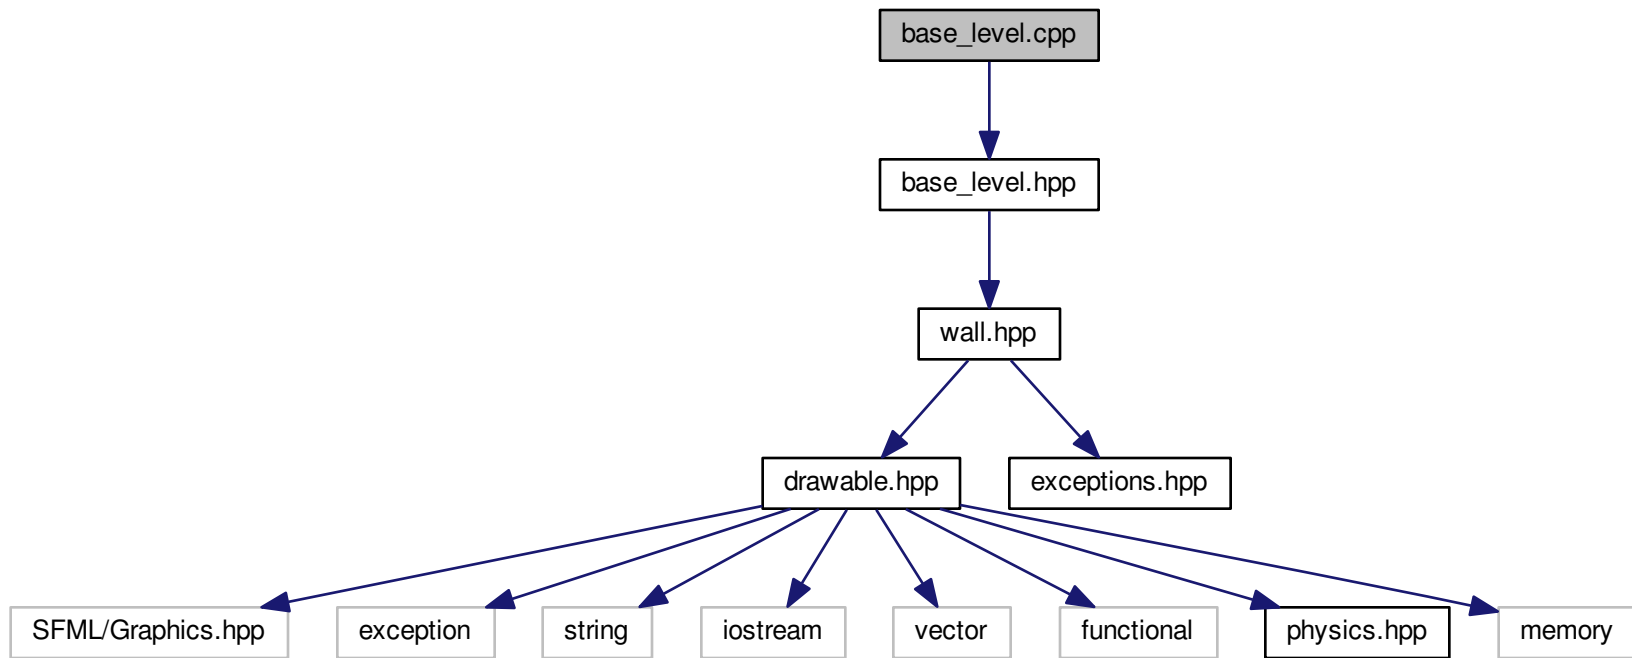 base_level.cpp
base_level.hpp
wall.hpp
drawable.hpp
exceptions.hpp
SFML/Graphics.hpp
exception
string
iostream
vector
functional
physics.hpp
memory